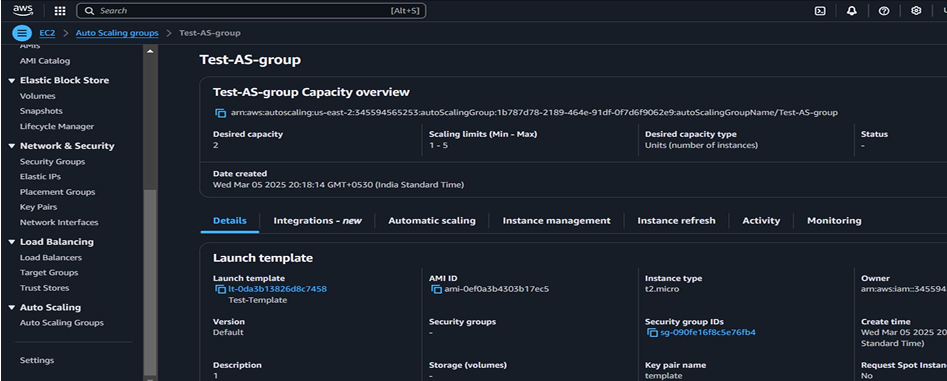 aws
Search [Alt+S]
EC2 > Auto Scaling groups > Test-AS-group
AMIs
AMI Catalog
Elastic Block Store
Volumes
Snapshots
Lifecycle Manager
Network & Security
Security Groups
Elastic IPs
Placement Groups
Key Pairs
Network Interfaces
Load Balancing
Load Balancers
Target Groups
Trust Stores
Auto Scaling
Auto Scaling Groups
Settings
Test-AS-group
Test-AS-group Capacity overview
arn:aws:autoscaling:us-east-2:345594565253:autoScalingGroup:1b787d78-2189-464e-91df-0f7d6f9062e9:autoScalingGroupName/Test-AS-group
Desired capacity
2
Scaling limits (Min - Max)
1 - 5
Desired capacity type
Units (number of instances)
Status
-
Date created
Wed Mar 05 2025 20:18:14 GMT+0530 (India Standard Time)
Details Integrations - new Automatic scaling Instance management Instance refresh Activity Monitoring
Launch template
Launch template
lt-0da3b13826d8c7458
Test-Template
AMI ID
ami-0ef0a3b4303b17ec5
Instance type
t2.micro
Owner
arn:aws:iam::345594
Version
Default
Security groups
-
Security group IDs
sg-090fe16f8c5e76fb4
Create time
Wed Mar 05 2025 20
Standard Time)
Description
1
Storage (volumes)
-
Key pair name
template
Request Spot Instan
No